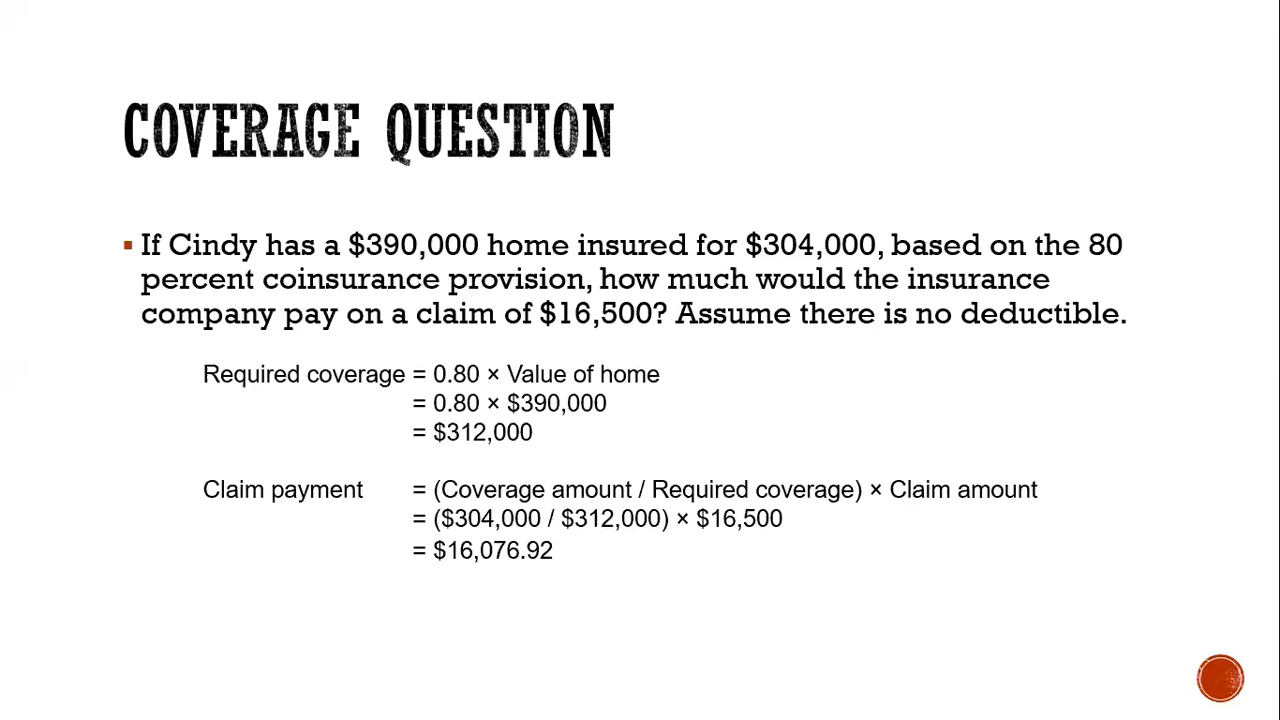 COVERAGE QUESTION
▪ If Cindy has a $390,000 home insured for $304,000, based on the 80
percent coinsurance provision, how much would the insurance
company pay on a claim of $16,500? Assume there is no deductible.
Required coverage = 0.80 × Value of home
= 0.80 × $390,000
= $312,000
Claim payment = (Coverage amount / Required coverage) × Claim amount
= ($304,000 / $312,000) × $16,500
= $16,076.92